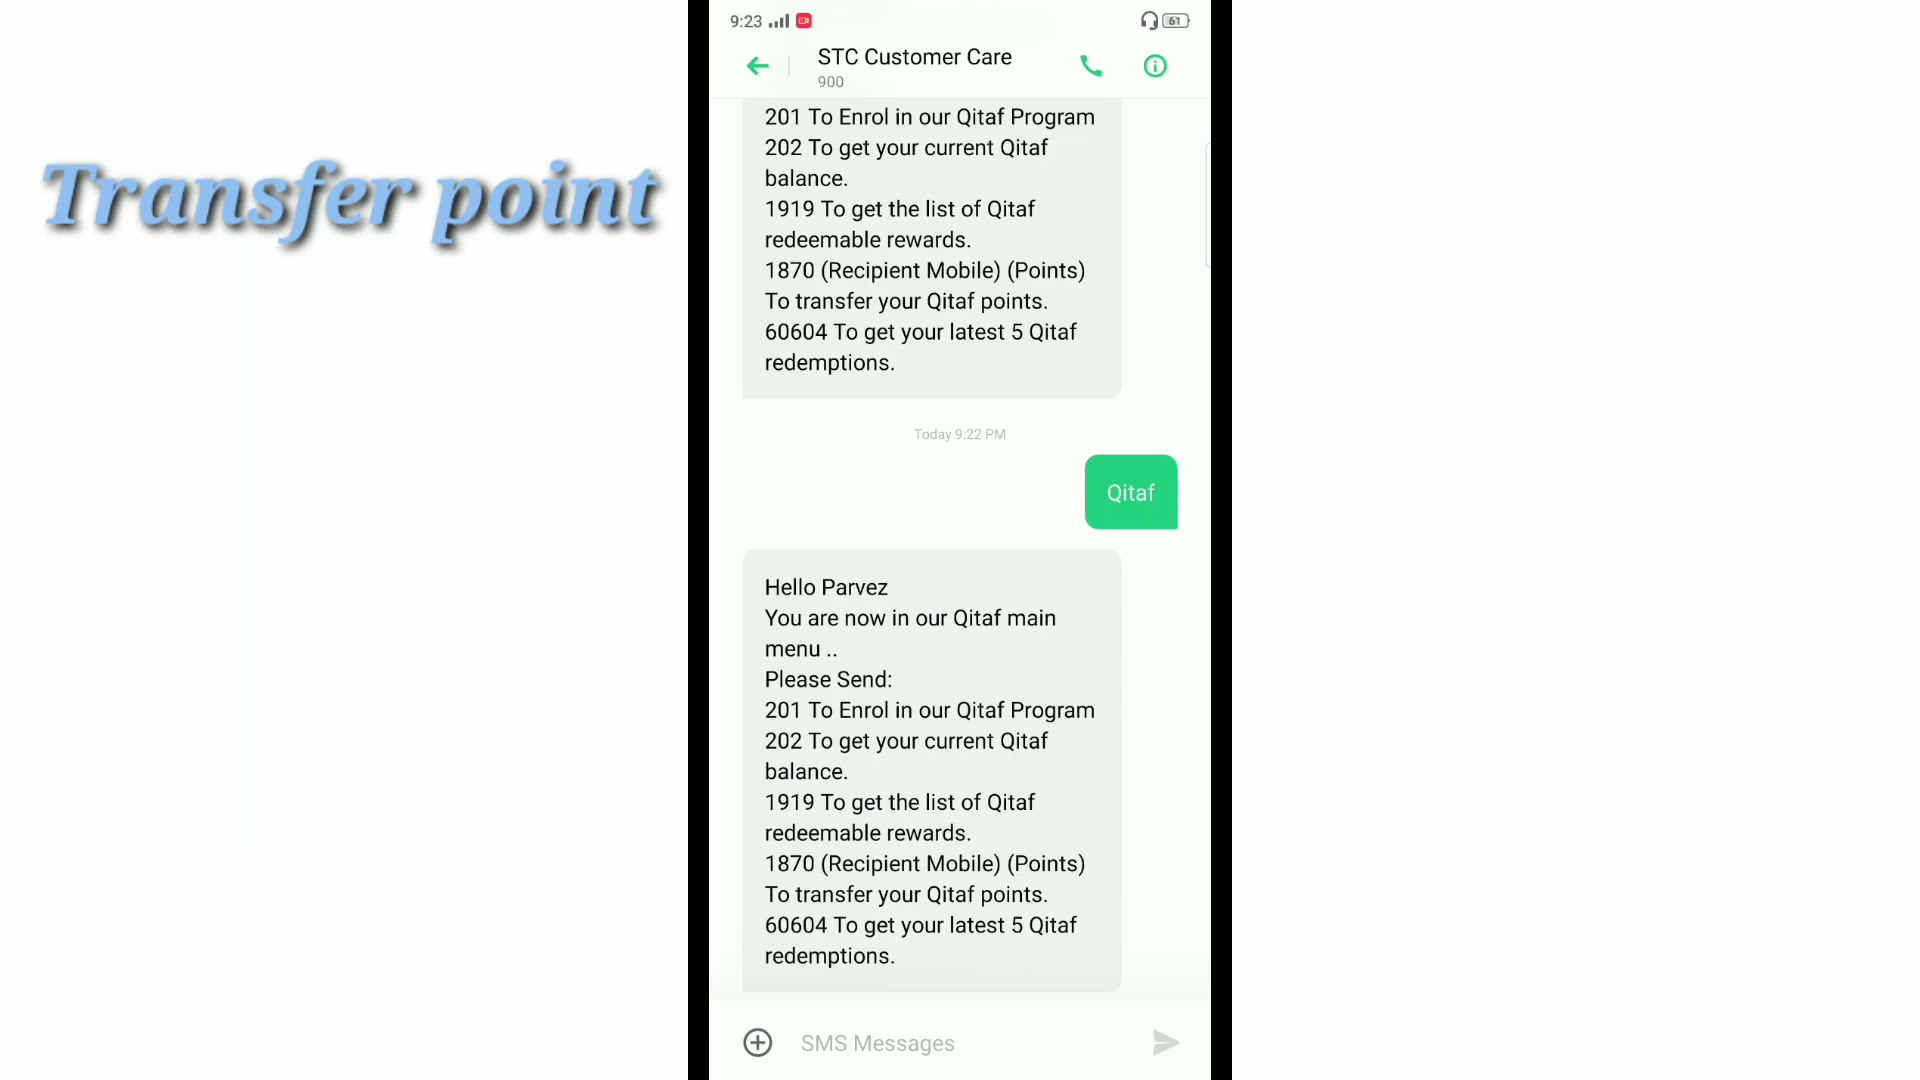 Transfer point
9:23
61
STC Customer Care
900
201 To Enrol in our Qitaf Program
202 To get your current Qitaf
balance.
1919 To get the list of Qitaf
redeemable rewards.
1870 (Recipient Mobile) (Points)
To transfer your Qitaf points.
60604 To get your latest 5 Qitaf
redemptions.
Today 9:22 PM
Qitaf
Hello Parvez
You are now in our Qitaf main
menu ..
Please Send:
201 To Enrol in our Qitaf Program
202 To get your current Qitaf
balance.
1919 To get the list of Qitaf
redeemable rewards.
1870 (Recipient Mobile) (Points)
To transfer your Qitaf points.
60604 To get your latest 5 Qitaf
redemptions.
SMS Messages